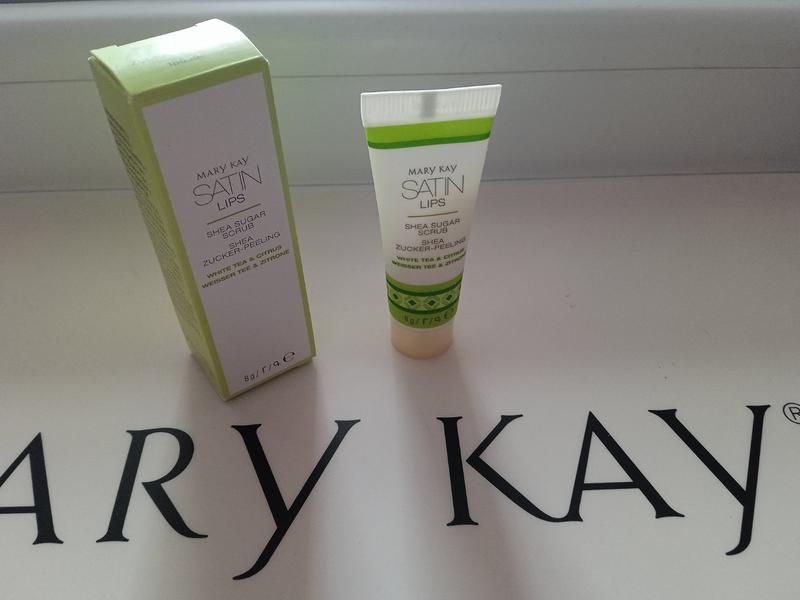 MARY KAY
SATIN
LIPS
SHEA SUGAR
SCRUB
SHEA
ZUCKER-PEELING
WHITE TEA & CITRUS
WEISSER TEE & ZITRONE
8g/г/գ e
MARY KAY
SATIN
LIPS
SHEA SUGAR
SCRUB
SHEA
ZUCKER-PEELING
WHITE TEA & CITRUS
WEISSER TEE & ZITRONE
8g/г/գ e
ARY KAY®